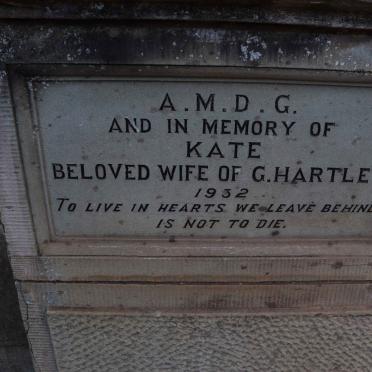 A.M.D.G.
AND IN MEMORY OF
KATE
BELOVED WIFE OF G.HARTLE
1932
TO LIVE IN HEARTS WE LEAVE BEHIND
IS NOT TO DIE.